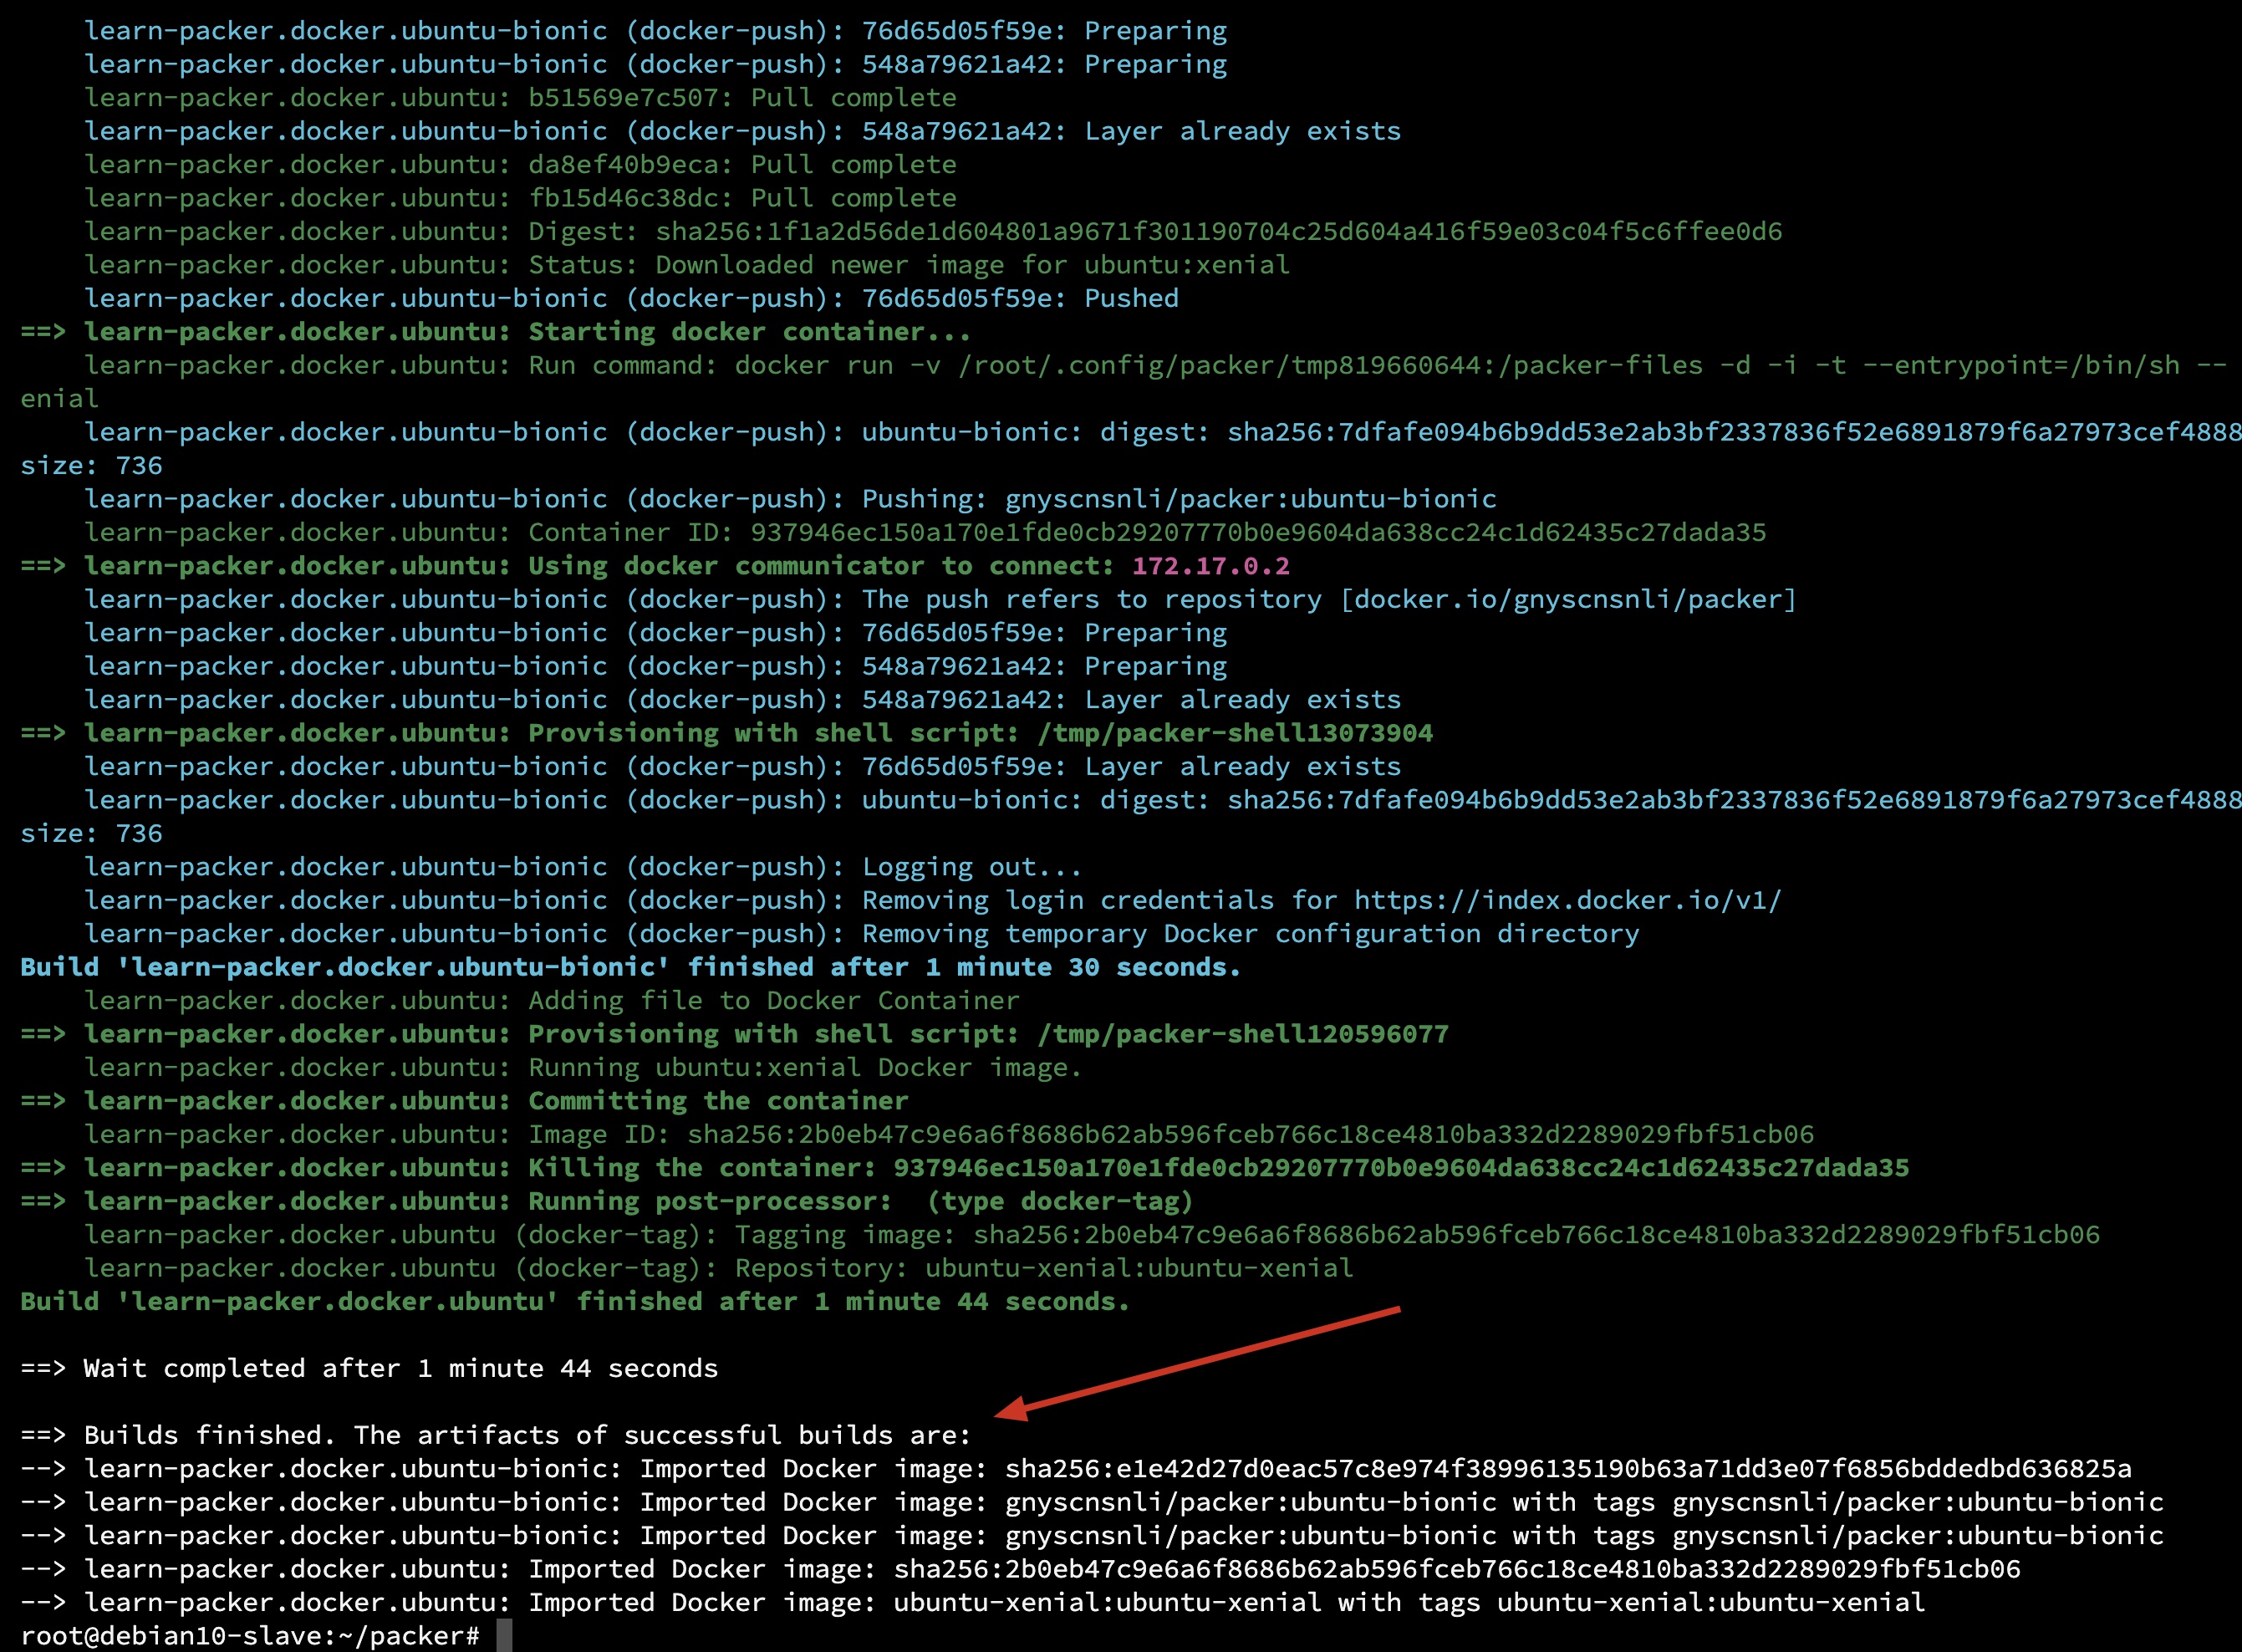 learn-packer.docker.ubuntu-bionic (docker-push): 76d65d05f59e: Preparing
learn-packer.docker.ubuntu-bionic (docker-push): 548a79621a42: Preparing
learn-packer.docker.ubuntu: b51569e7c507: Pull complete
learn-packer.docker.ubuntu-bionic (docker-push): 548a79621a42: Layer already exists
learn-packer.docker.ubuntu: da8ef40b9eca: Pull complete
learn-packer.docker.ubuntu: fb15d46c38dc: Pull complete
learn-packer.docker.ubuntu: Digest: sha256:1f1a2d56de1d604801a9671f301190704c25d604a416f59e03c04f5c6ffee0d6
learn-packer.docker.ubuntu: Status: Downloaded newer image for ubuntu:xenial
learn-packer.docker.ubuntu-bionic (docker-push): 76d65d05f59e: Pushed
==> learn-packer.docker.ubuntu: Starting docker container...
learn-packer.docker.ubuntu: Run command: docker run -v /root/.config/packer/tmp819660644:/packer-files -d -i -t --entrypoint=/bin/sh --
enial
learn-packer.docker.ubuntu-bionic (docker-push): ubuntu-bionic: digest: sha256:7dfafe094b6b9dd53e2ab3bf2337836f52e6891879f6a27973cef4888
size: 736
learn-packer.docker.ubuntu-bionic (docker-push): Pushing: gnyscnsnli/packer:ubuntu-bionic
learn-packer.docker.ubuntu: Container ID: 937946ec150a170e1fde0cb29207770b0e9604da638cc24c1d62435c27dada35
==> learn-packer.docker.ubuntu: Using docker communicator to connect: 172.17.0.2
learn-packer.docker.ubuntu-bionic (docker-push): The push refers to repository [docker.io/gnyscnsnli/packer]
learn-packer.docker.ubuntu-bionic (docker-push): 76d65d05f59e: Preparing
learn-packer.docker.ubuntu-bionic (docker-push): 548a79621a42: Preparing
learn-packer.docker.ubuntu-bionic (docker-push): 548a79621a42: Layer already exists
==> learn-packer.docker.ubuntu: Provisioning with shell script: /tmp/packer-shell13073904
learn-packer.docker.ubuntu-bionic (docker-push): 76d65d05f59e: Layer already exists
learn-packer.docker.ubuntu-bionic (docker-push): ubuntu-bionic: digest: sha256:7dfafe094b6b9dd53e2ab3bf2337836f52e6891879f6a27973cef4888
size: 736
learn-packer.docker.ubuntu-bionic (docker-push): Logging out...
learn-packer.docker.ubuntu-bionic (docker-push): Removing login credentials for https://index.docker.io/v1/
learn-packer.docker.ubuntu-bionic (docker-push): Removing temporary Docker configuration directory
Build 'learn-packer.docker.ubuntu-bionic' finished after 1 minute 30 seconds.
learn-packer.docker.ubuntu: Adding file to Docker Container
==> learn-packer.docker.ubuntu: Provisioning with shell script: /tmp/packer-shell120596077
learn-packer.docker.ubuntu: Running ubuntu:xenial Docker image.
==> learn-packer.docker.ubuntu: Committing the container
learn-packer.docker.ubuntu: Image ID: sha256:2b0eb47c9e6a6f8686b62ab596fceb766c18ce4810ba332d2289029fbf51cb06
==> learn-packer.docker.ubuntu: Killing the container: 937946ec150a170e1fde0cb29207770b0e9604da638cc24c1d62435c27dada35
==> learn-packer.docker.ubuntu: Running post-processor:  (type docker-tag)
learn-packer.docker.ubuntu (docker-tag): Tagging image: sha256:2b0eb47c9e6a6f8686b62ab596fceb766c18ce4810ba332d2289029fbf51cb06
learn-packer.docker.ubuntu (docker-tag): Repository: ubuntu-xenial:ubuntu-xenial
Build 'learn-packer.docker.ubuntu' finished after 1 minute 44 seconds.
==> Wait completed after 1 minute 44 seconds
==> Builds finished. The artifacts of successful builds are:
--> learn-packer.docker.ubuntu-bionic: Imported Docker image: sha256:e1e42d27d0eac57c8e974f38996135190b63a71dd3e07f6856bddedbd636825a
--> learn-packer.docker.ubuntu-bionic: Imported Docker image: gnyscnsnli/packer:ubuntu-bionic with tags gnyscnsnli/packer:ubuntu-bionic
--> learn-packer.docker.ubuntu-bionic: Imported Docker image: gnyscnsnli/packer:ubuntu-bionic with tags gnyscnsnli/packer:ubuntu-bionic
--> learn-packer.docker.ubuntu: Imported Docker image: sha256:2b0eb47c9e6a6f8686b62ab596fceb766c18ce4810ba332d2289029fbf51cb06
--> learn-packer.docker.ubuntu: Imported Docker image: ubuntu-xenial:ubuntu-xenial with tags ubuntu-xenial:ubuntu-xenial
root@debian10-slave:~/packer#